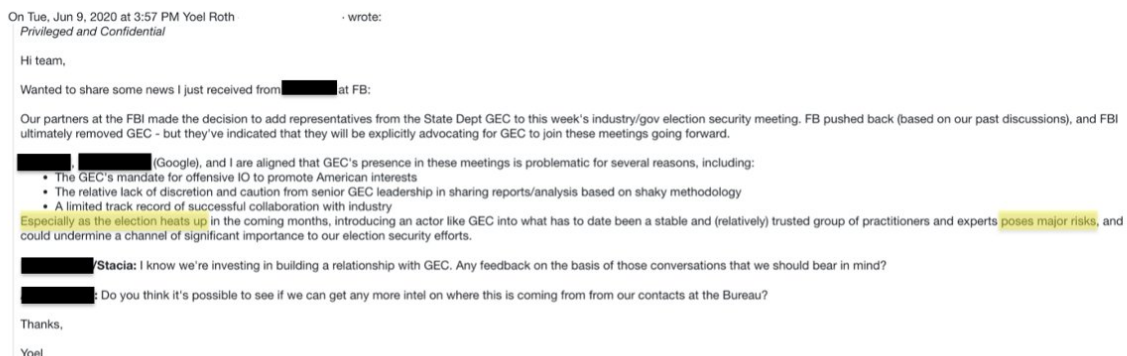 On Tue, Jun 9, 2020 at 3:57 PM Yoel Roth · wrote:
Privileged and Confidential
Hi team,
Wanted to share some news I just received from at FB:
Our partners at the FBI made the decision to add representatives from the State Dept GEC to this week's industry/gov election security meeting. FB pushed back (based on our past discussions), and FBI
ultimately removed GEC - but they've indicated that they will be explicitly advocating for GEC to join these meetings going forward.
, (Google), and I are aligned that GEC's presence in these meetings is problematic for several reasons, including:
• The GEC's mandate for offensive IO to promote American interests
• The relative lack of discretion and caution from senior GEC leadership in sharing reports/analysis based on shaky methodology
• A limited track record of successful collaboration with industry
Especially as the election heats up in the coming months, introducing an actor like GEC into what has to date been a stable and (relatively) trusted group of practitioners and experts poses major risks, and
could undermine a channel of significant importance to our election security efforts.
/Stacia: I know we're investing in building a relationship with GEC. Any feedback on the basis of those conversations that we should bear in mind?
: Do you think it's possible to see if we can get any more intel on where this is coming from from our contacts at the Bureau?
Thanks,
Yoel